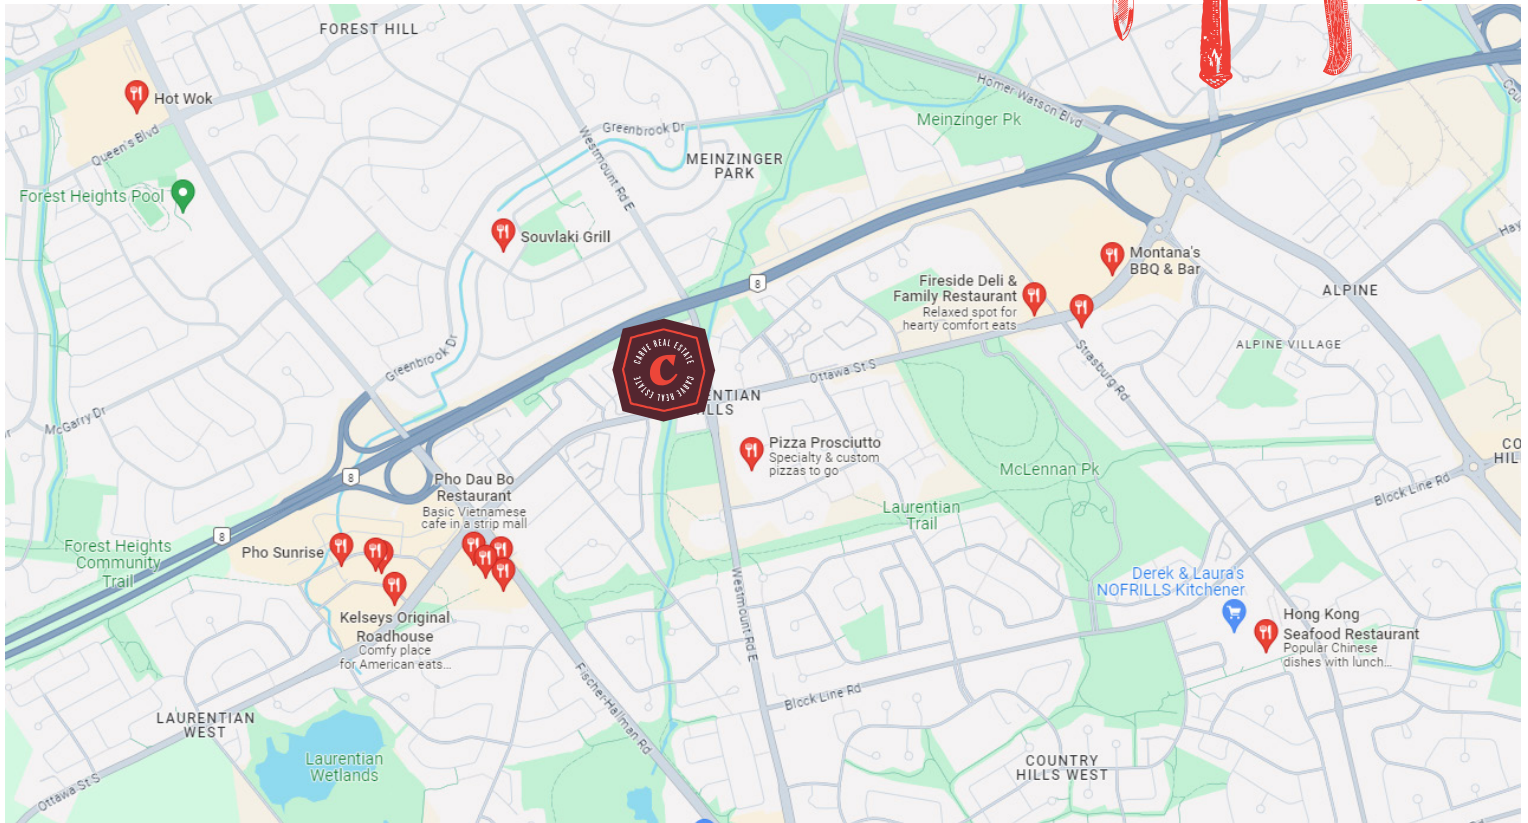 FOREST HILL
Hot Wok
Queen's Blvd
Forest Heights Pool
Greenbrook Dr
Westmount Rd E
MEINZINGER
PARK
Homer Watson Blvd
Meinzinger Pk
Souvlaki Grill
Montana's
BBQ & Bar
8
Fireside Deli &
Family Restaurant
Relaxed spot for
hearty comfort eats
ALPINE
ALPINE VILLAGE
Strasburg Rd
Ottawa St S
Greenbrook Dr
CARVE REAL ESTATE
C
CARVE REAL ESTATE
McGarry Dr
Pizza Prosciutto
Specialty & custom
pizzas to go
McLennan Pk
Block Line Rd
Laurentian
Trail
8
Pho Dau Bo
Restaurant
Basic Vietnamese
cafe in a strip mall
8
Pho Sunrise
Forest Heights
Community
Trail
Kelseys Original
Roadhouse
Comfy place
for American eats...
Westmount Rd E
Derek & Laura's
NOFRILLS Kitchener
Hong Kong
Seafood Restaurant
Popular Chinese
dishes with lunch...
Fischer-Hallman Rd
Block Line Rd
LAURENTIAN
WEST
Laurentian
Wetlands
Ottawa St S
COUNTRY
HILLS WEST